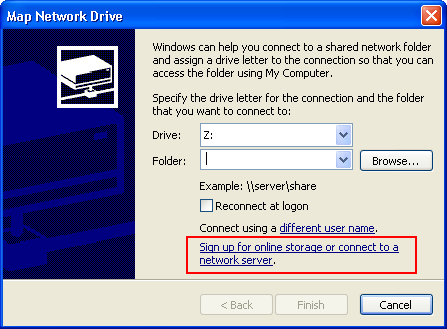 Map Network Drive
Windows can help you connect to a shared network folder
and assign a drive letter to the connection so that you can
access the folder using My Computer.
Specify the drive letter for the connection and the folder
that you want to connect to:
Drive: Z:
Folder: Browse...
Example: \\server\share
Reconnect at logon
Connect using a different user name.
Sign up for online storage or connect to a
network server.
< Back Finish Cancel